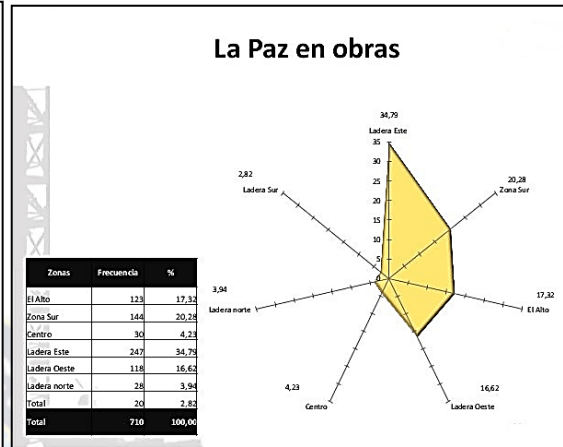 La Paz en obras
34,79
Ladera Este
35
30
25
20
15
10
5
0
20,28
Zona Sur
17,32
El Alto
16,62
Ladera Oeste
4,23
Centro
3,94
Ladera norte
2,82
Ladera Sur
Zonas Frecuencia %
El Alto 123 17,32
Zona Sur 144 20,28
Centro 30 4,23
Ladera Este 247 34,79
Ladera Oeste 118 16,62
Ladera norte 28 3,94
Total 20 2,82
Total 710 100,00